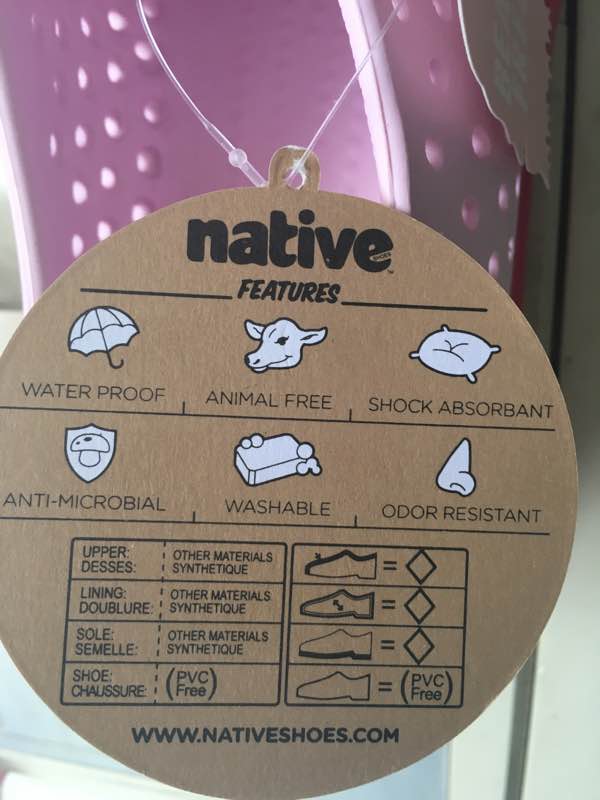 native
SHOES
FEATURES
WATER PROOF
ANIMAL FREE
SHOCK ABSORBANT
ANTI-MICROBIAL
WASHABLE
ODOR RESISTANT
UPPER: OTHER MATERIALS
DESSES: SYNTHETIQUE
=
LINING: OTHER MATERIALS
DOUBLURE: SYNTHETIQUE
=
SOLE: OTHER MATERIALS
SEMELLE: SYNTHETIQUE
=
SHOE: (PVC
CHAUSSURE: Free)
= (PVC
Free)
WWW.NATIVESHOES.COM